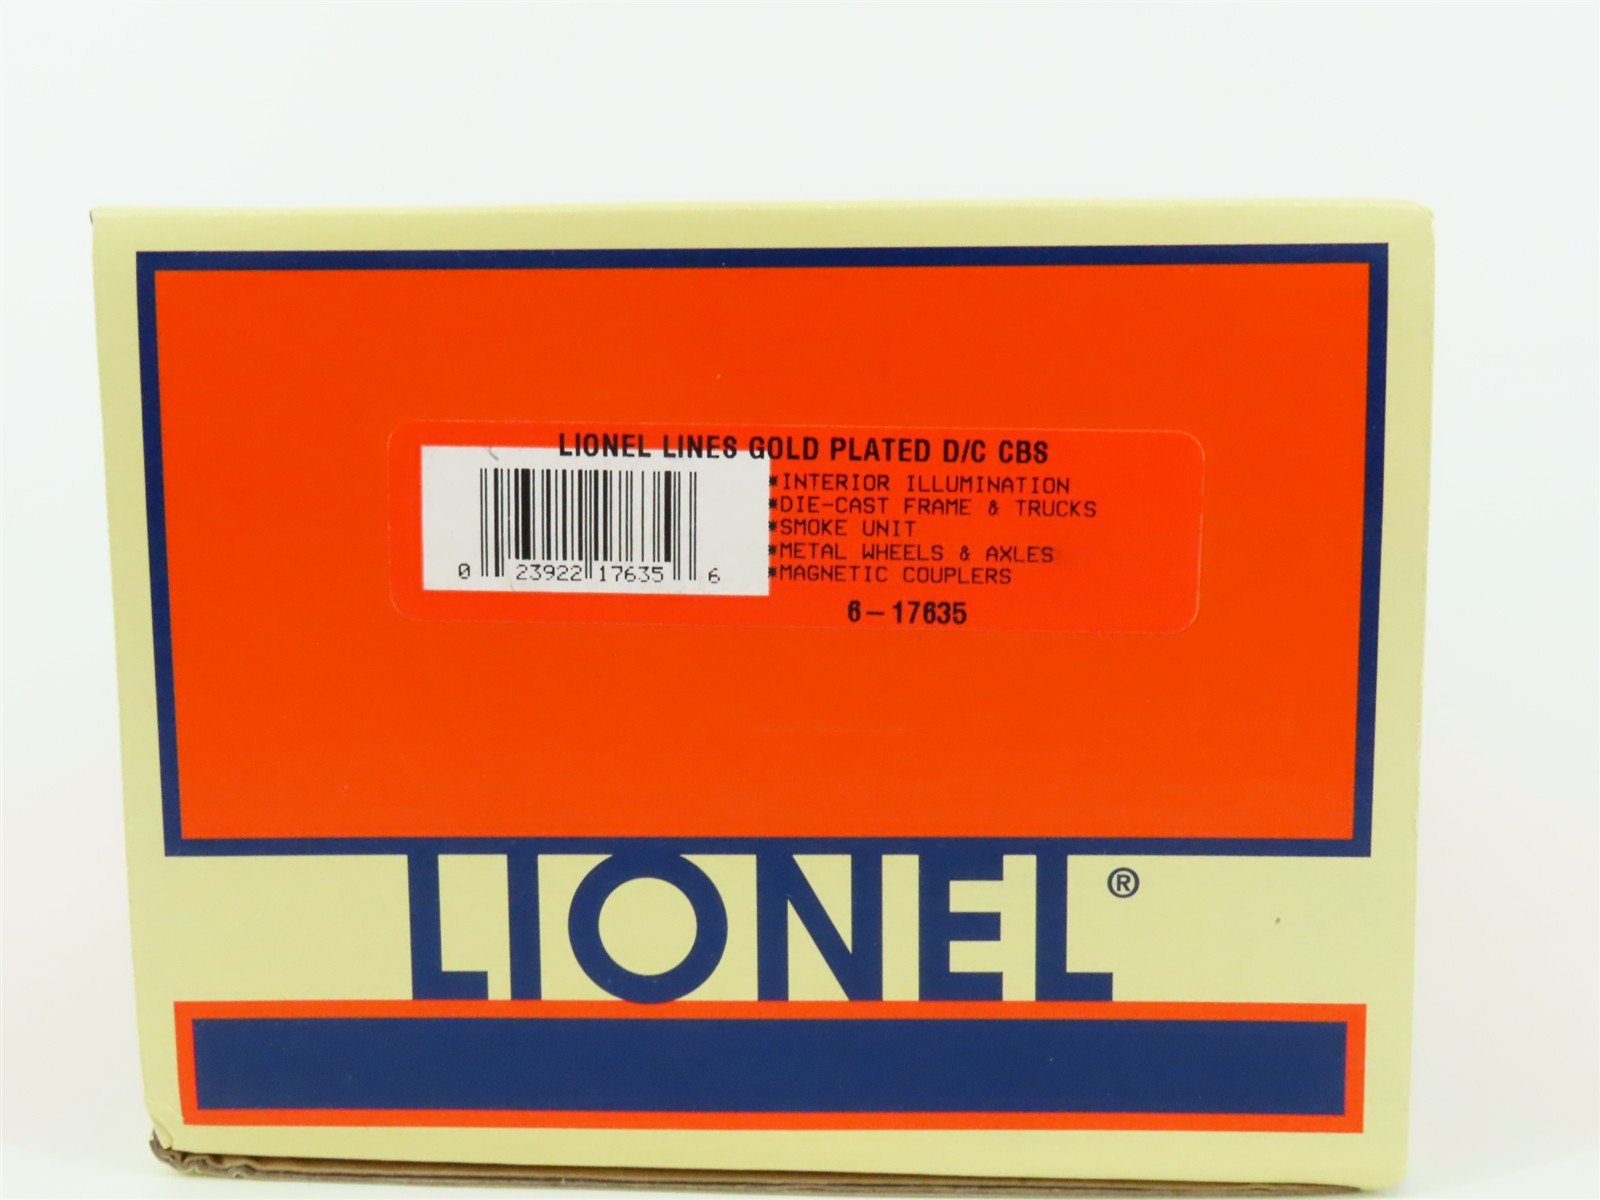 LIONEL LINES GOLD PLATED D/C CBS
*INTERIOR ILLUMINATION
*DIE-CAST FRAME & TRUCKS
*SMOKE UNIT
*METAL WHEELS & AXLES
*MAGNETIC COUPLERS
0 23922 17635 6
6-17635
LIONEL®